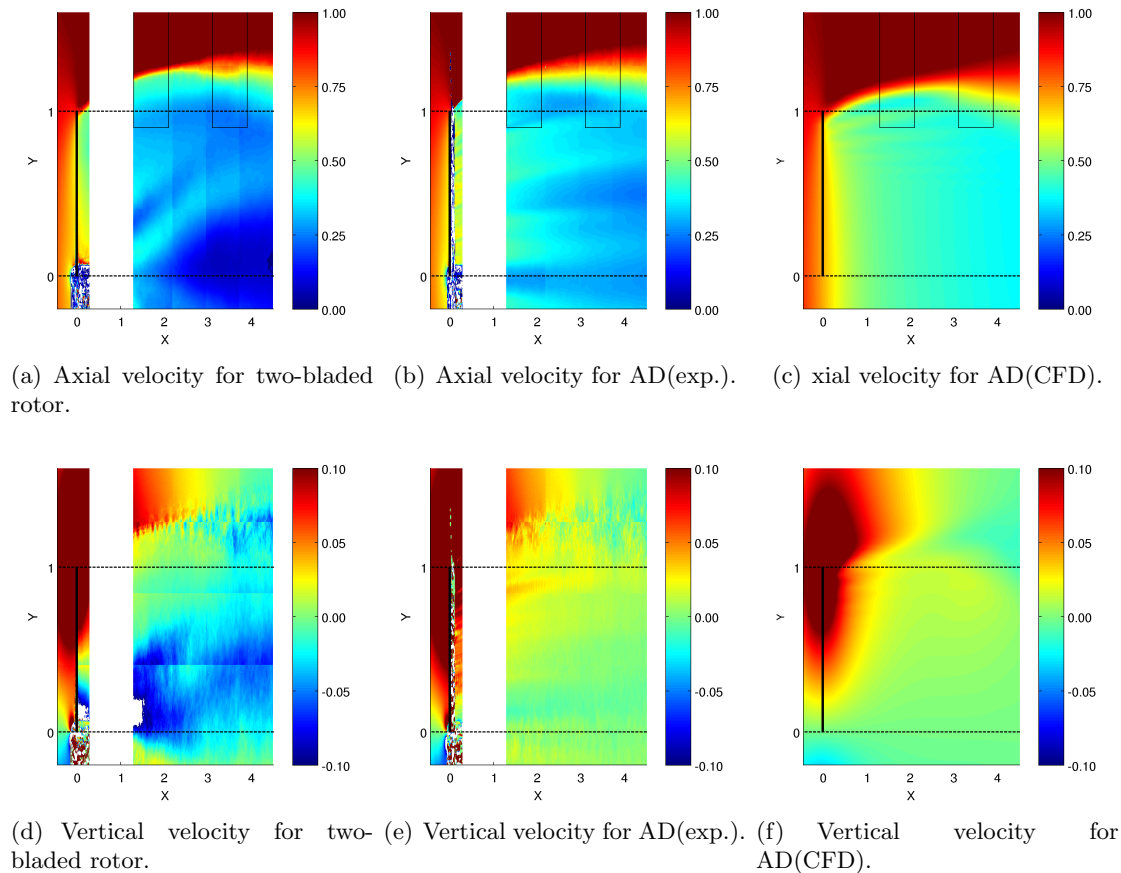 1.00
0.75
0.50
0.25
0.00
1
0
Y
0 1 2 3 4
X
1.00
0.75
0.50
0.25
0.00
1
0
Y
0 1 2 3 4
X
1.00
0.75
0.50
0.25
0.00
1
0
Y
0 1 2 3 4
X
(a) Axial velocity for two-bladed
rotor.
(b) Axial velocity for AD(exp.).
(c) xial velocity for AD(CFD).
0.10
0.05
0.00
-0.05
-0.10
1
0
Y
0 1 2 3 4
X
0.10
0.05
0.00
-0.05
-0.10
1
0
Y
0 1 2 3 4
X
0.10
0.05
0.00
-0.05
-0.10
1
0
Y
0 1 2 3 4
X
(d) Vertical velocity for two-
bladed rotor.
(e) Vertical velocity for AD(exp.).
(f) Vertical velocity for
AD(CFD).